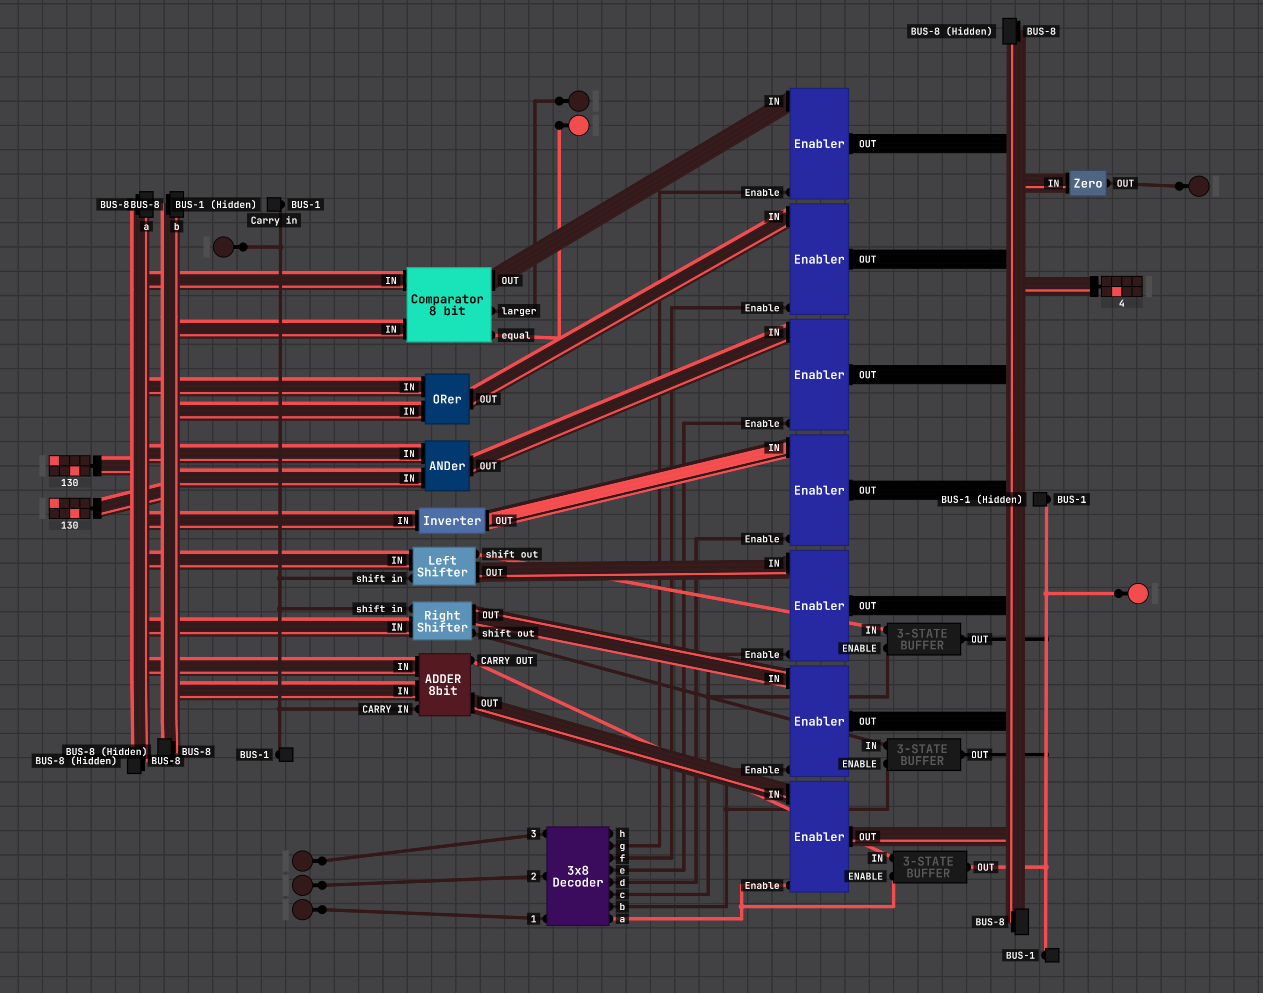 BUS-8 (Hidden) BUS-8
IN
Enabler OUT
IN Zero OUT
Enable
BUS-8 BUS-8 BUS-1 (Hidden) BUS-1
a b Carry in
IN
Enabler OUT
IN OUT
Comparator
8 bit
larger
Enable
4
IN equal
IN
Enabler OUT
IN ORer OUT
IN
Enable
IN ANDer OUT
IN
IN
Enabler OUT
130
BUS-1 (Hidden) BUS-1
130
IN Inverter OUT
Enable
IN Left
Shifter shift out
OUT
shift in
IN
Enabler OUT
shift in Right
Shifter OUT
IN shift out
IN 3-STATE
BUFFER OUT
ENABLE
Enable
IN ADDER
8bit CARRY OUT
IN OUT
CARRY IN
IN
Enabler OUT
IN 3-STATE
BUFFER OUT
ENABLE
BUS-8 (Hidden) BUS-8
BUS-8 (Hidden) BUS-8
BUS-1
Enable
IN
Enabler OUT
3 h
g
IN 3-STATE
BUFFER OUT
ENABLE
f
2 3x8
Decoder e
d
Enable
c
b
1 a
BUS-8
BUS-1